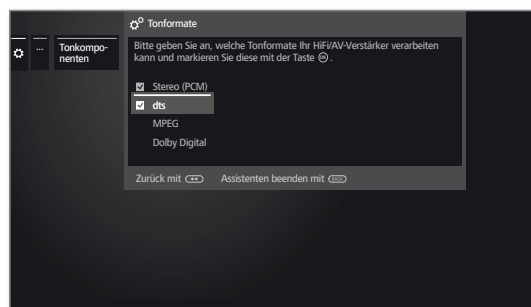 Tonformate
... Tonkompo-
nenten
Bitte geben Sie an, welche Tonformate Ihr HiFi/AV-Verstärker verarbeiten
kann und markieren Sie diese mit der Taste OK .
Stereo (PCM)
dts
MPEG
Dolby Digital
Zurück mit Assistenten beenden mit